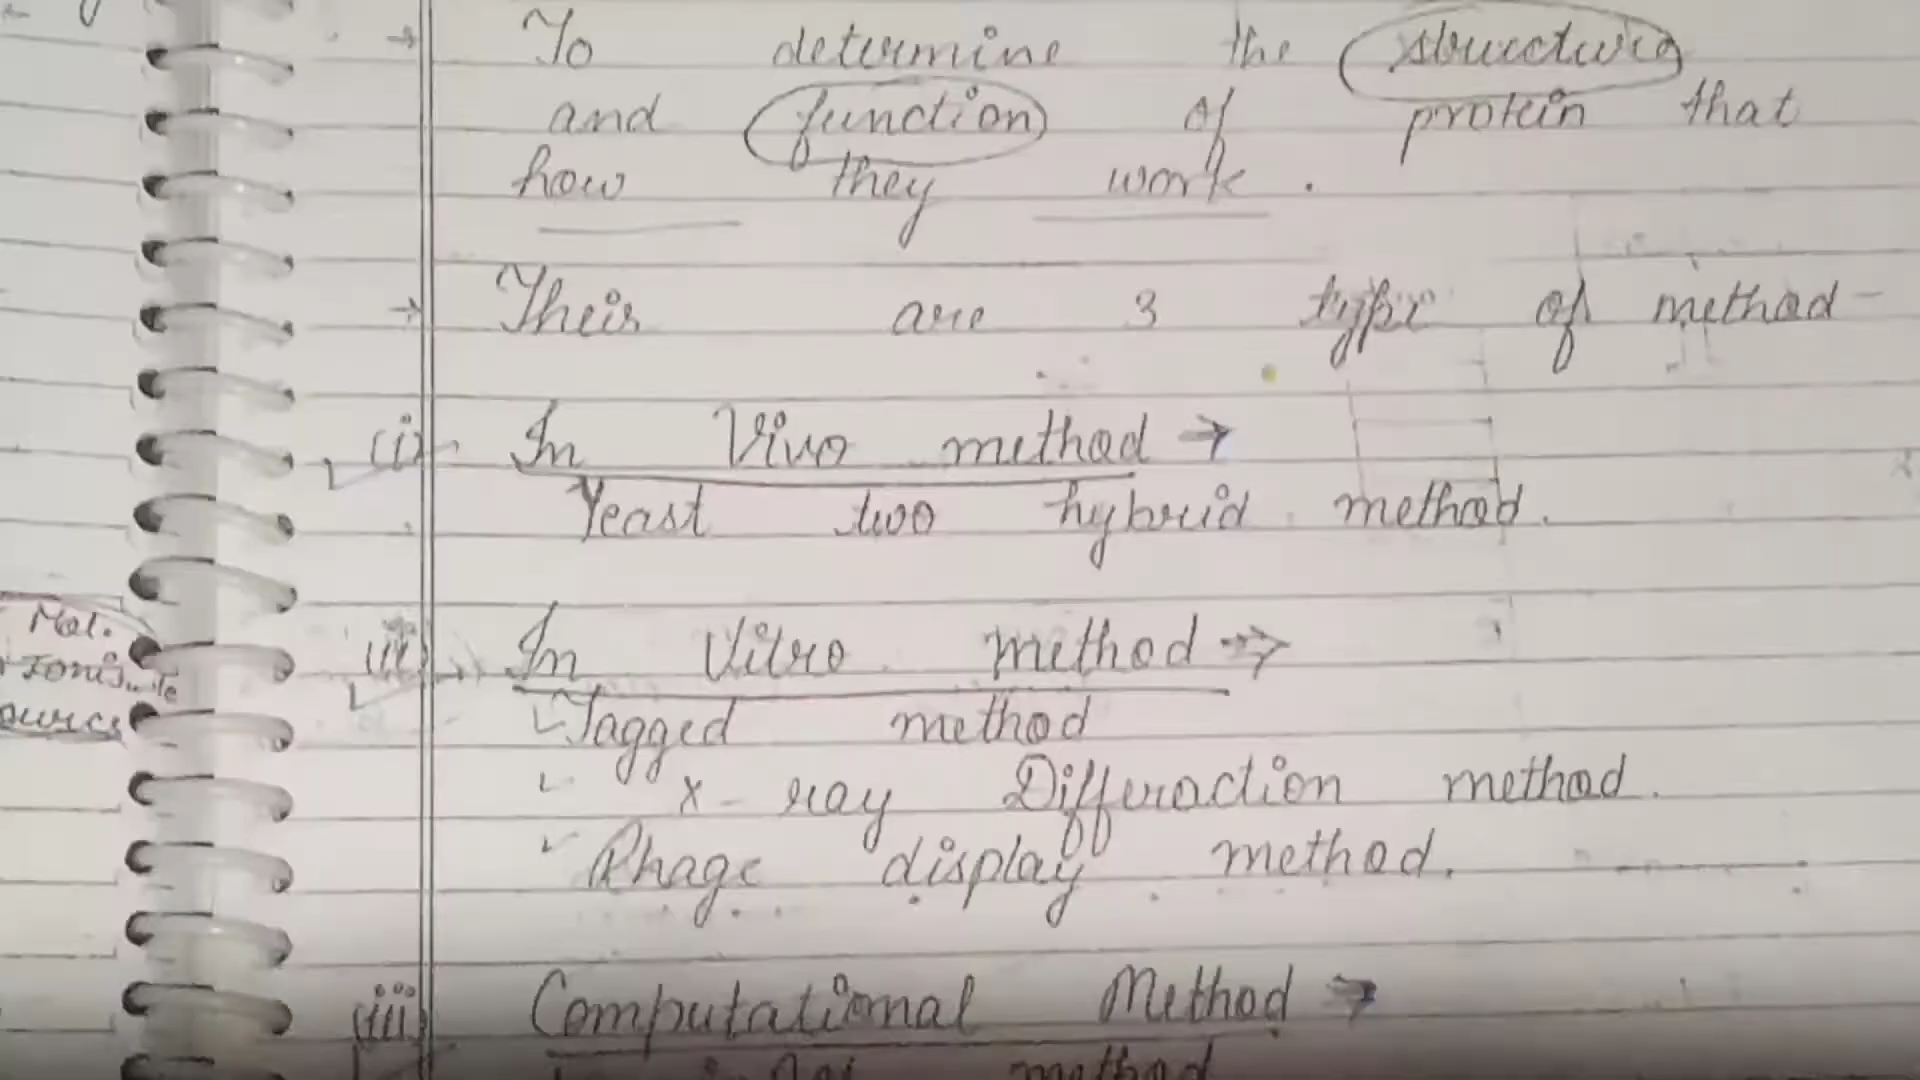 → To determine the structure
and function of protein that
how they work.
→ Their are 3 type of method-
(i) In Vivo method →
Yeast two hybrid method.
(ii) In Vitro method →
Tagged method
X-ray Diffraction method.
Phage display method.
(iii) Computational Method →
method
Mol.